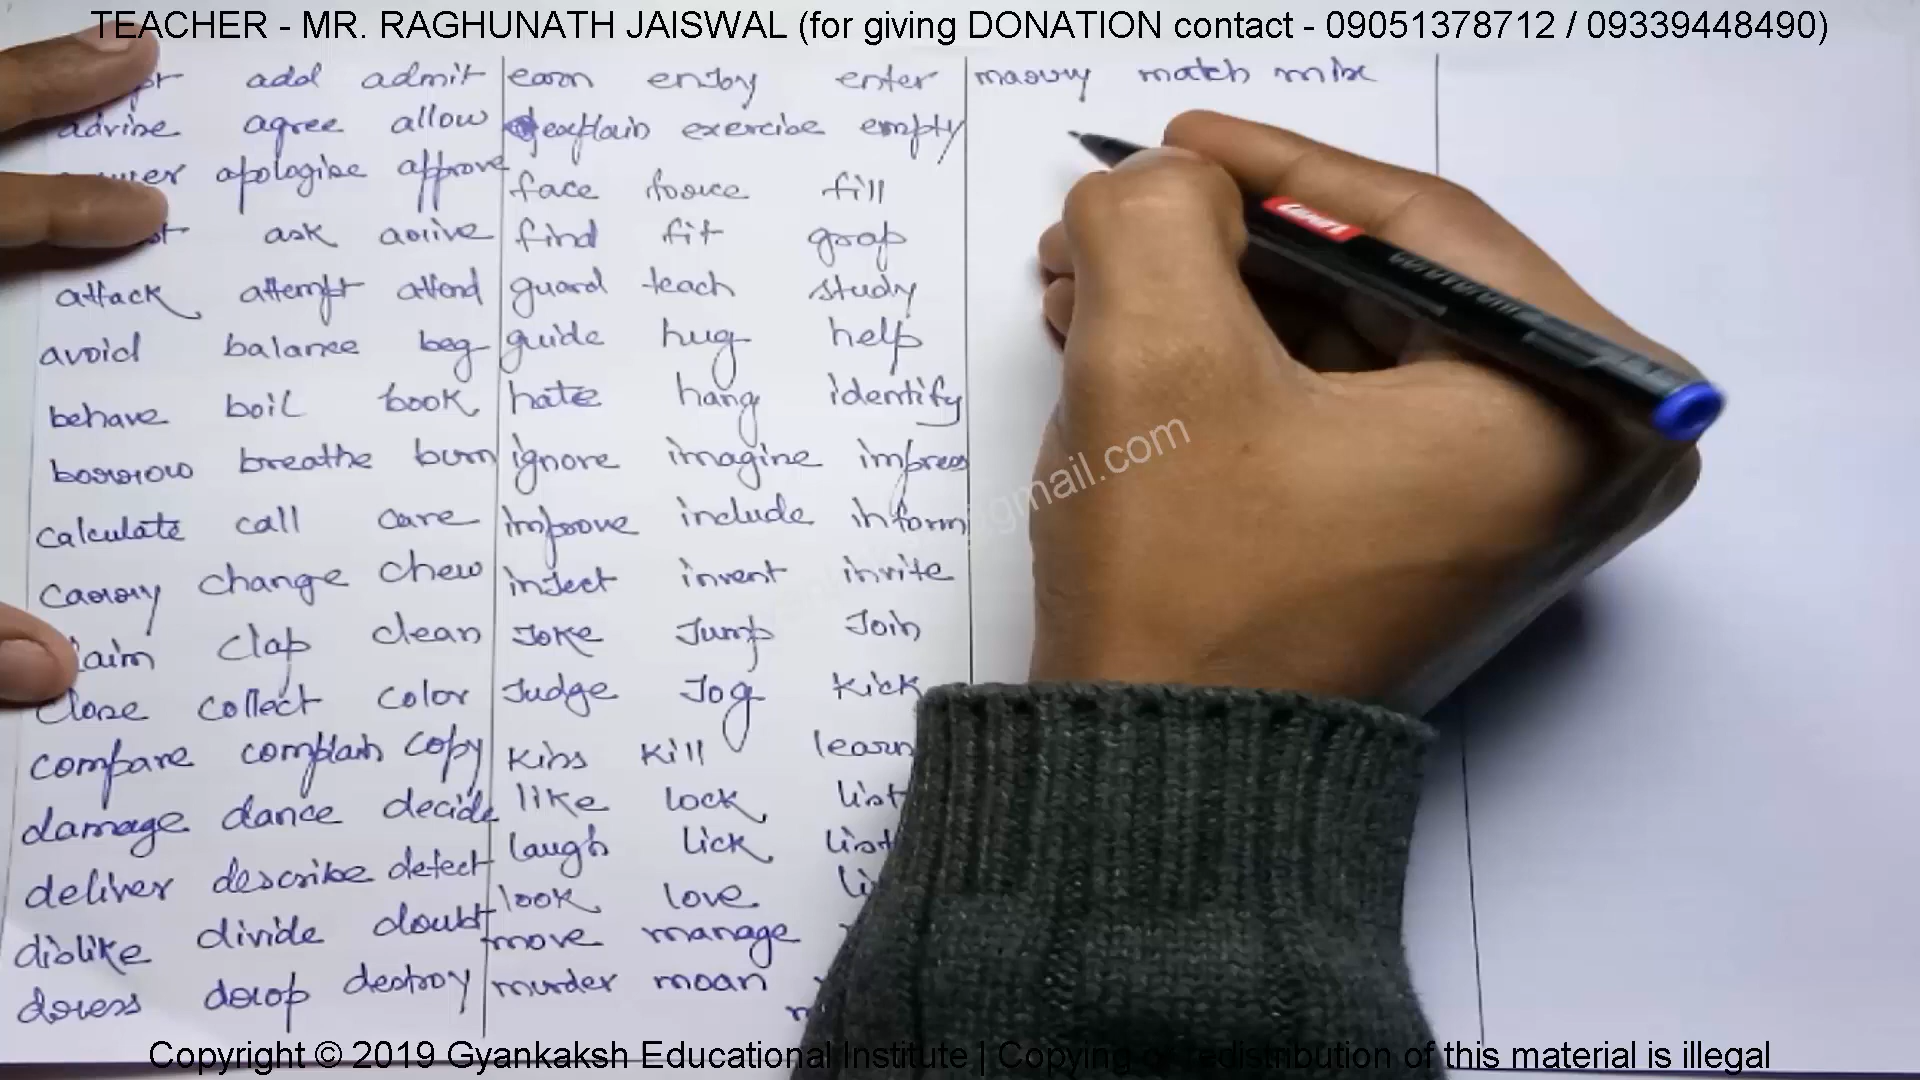 TEACHER - MR. RAGHUNATH JAISWAL (for giving DONATION contact - 09051378712 / 09339448490)
add admit
advise agree allow
apologise approve
ask arrive
attack attempt attend
avoid balance beg
behave boil book
borrow breathe burn
calculate call care
carry change chew
clap clean
close collect color
compare complain copy
damage dance decide
deliver describe detect
dislike divide doubt
dress drop destroy
earn enjoy enter
explain exercise empty
face force fill
find fit grap
guard teach study
guide hug help
hate hang identify
ignore imagine impress
improve include inform
inject invent invite
Joke Jump Join
Judge Jog kick
kiss kill learn
like lock list
laugh lick
look love
move manage
murder moan
marry match mix
LUXOR
gmail.com
Copyright © 2019 Gyankaksh Educational Institute | Copying or redistribution of this material is illegal